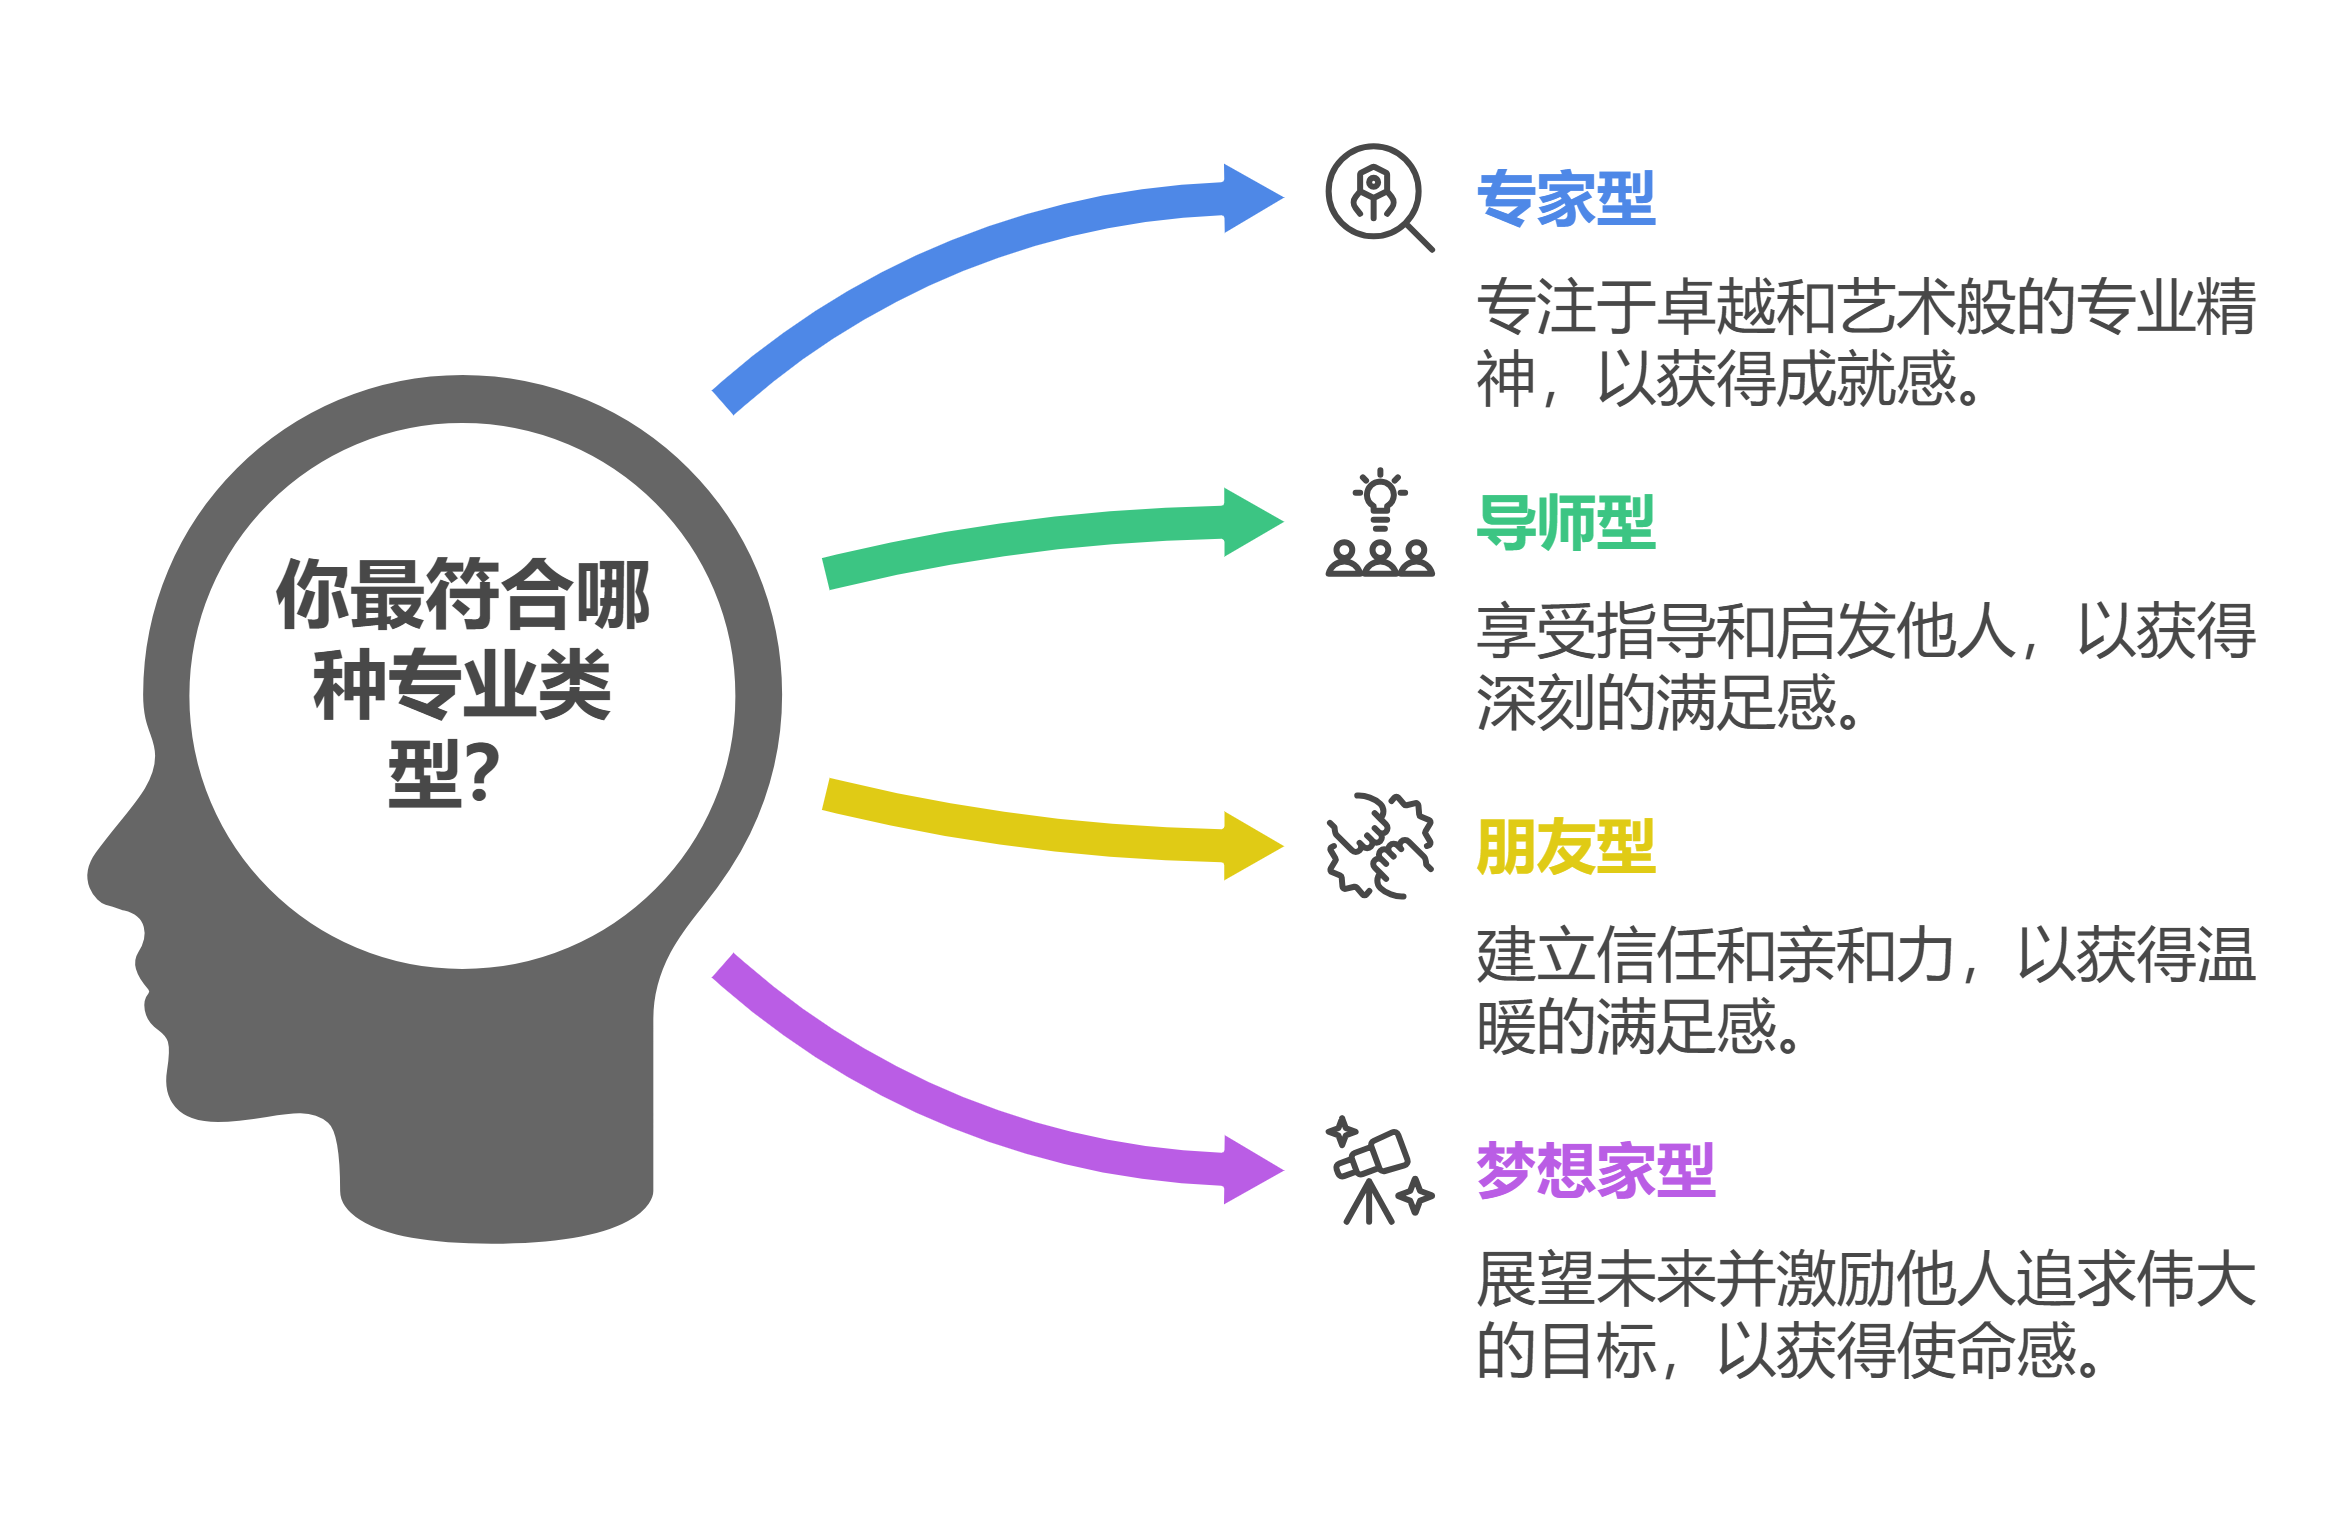 你最符合哪
种专业类
型？
专家型
专注于卓越和艺术般的专业精
神，以获得成就感。
导师型
享受指导和启发他人，以获得
深刻的满足感。
朋友型
建立信任和亲和力，以获得温
暖的满足感。
梦想家型
展望未来并激励他人追求伟大
的目标，以获得使命感。